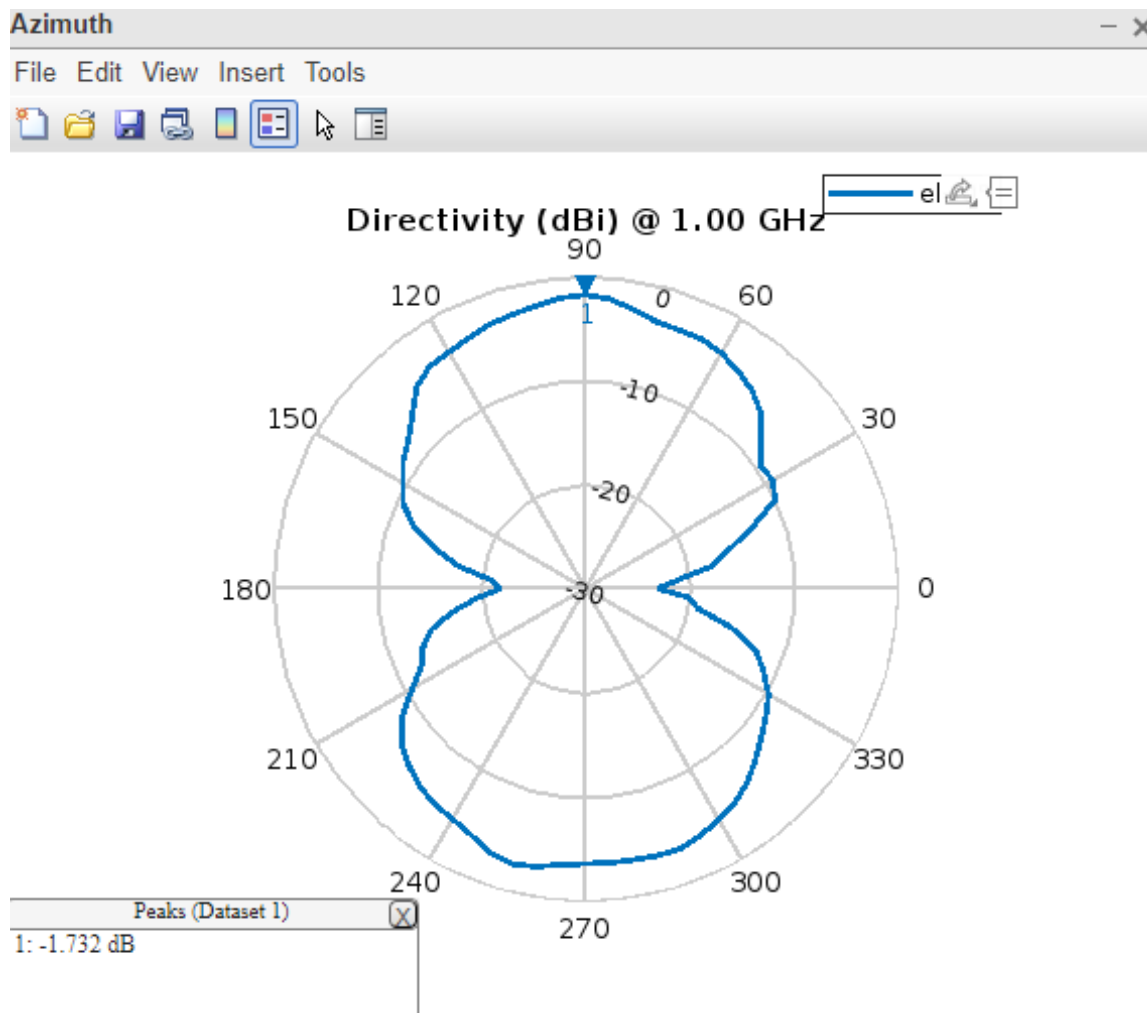 Azimuth
File Edit View Insert Tools
el
Directivity (dBi) @ 1.00 GHz
90
120
0
60
1
-10
150
30
-20
180
-30
0
210
330
240
300
270
Peaks (Dataset 1)
X
1: -1.732 dB